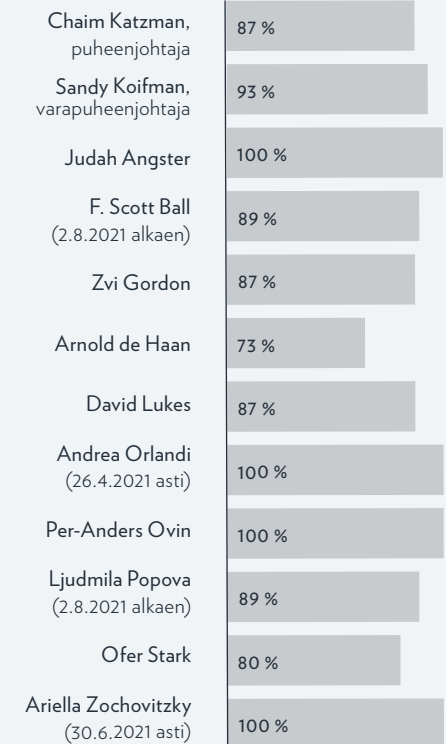 Chaim Katzman,
puheenjohtaja
87 %
Sandy Koifman,
varapuheenjohtaja
93 %
Judah Angster
100 %
F. Scott Ball
(2.8.2021 alkaen)
89 %
Zvi Gordon
87 %
Arnold de Haan
73 %
David Lukes
87 %
Andrea Orlandi
(26.4.2021 asti)
100 %
Per-Anders Ovin
100 %
Ljudmila Popova
(2.8.2021 alkaen)
89 %
Ofer Stark
80 %
Ariella Zochovitzky
(30.6.2021 asti)
100 %